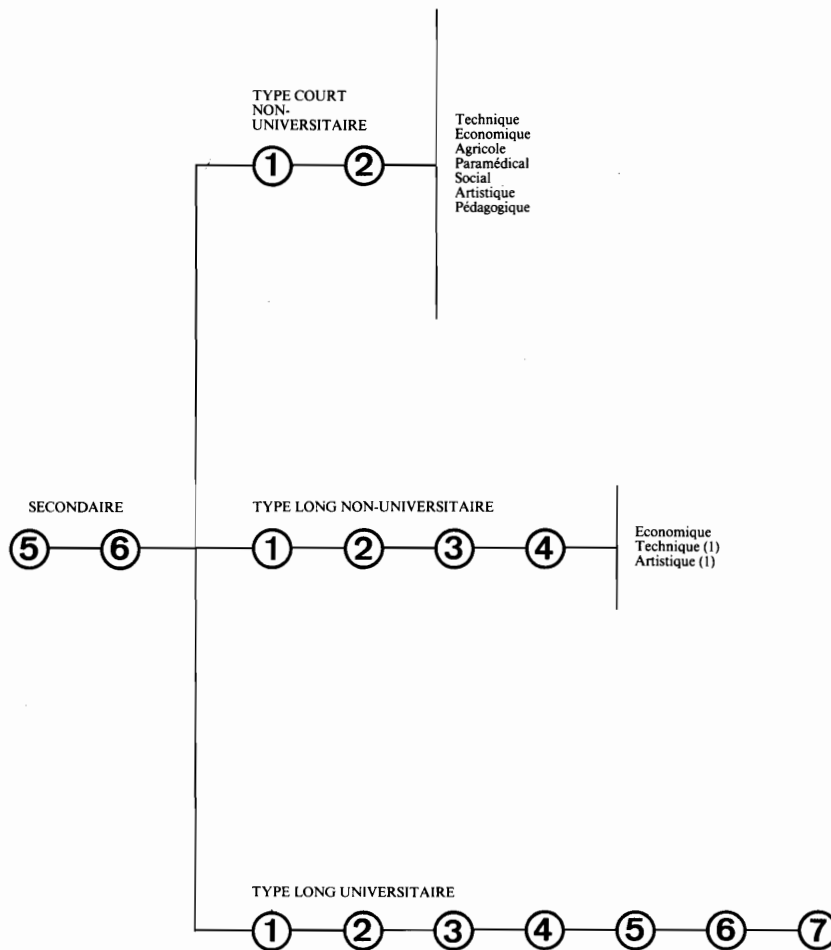 TYPE COURT
NON-
UNIVERSITAIRE
1 2
Technique
Economique
Agricole
Paramédical
Social
Artistique
Pédagogique
SECONDAIRE
5 6
TYPE LONG NON-UNIVERSITAIRE
1 2 3 4
Economique
Technique (1)
Artistique (1)
TYPE LONG UNIVERSITAIRE
1 2 3 4 5 6 7